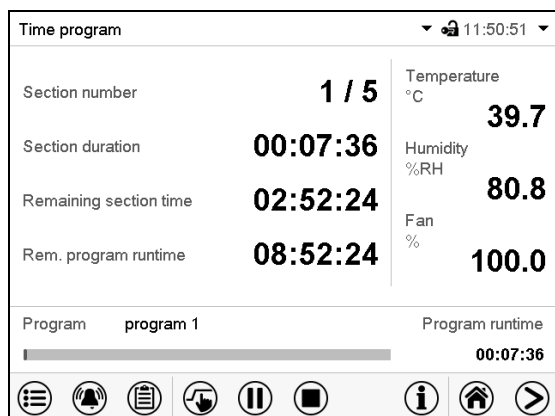 Time program
11:50:51
Section number 1 / 5
Section duration 00:07:36
Remaining section time 02:52:24
Rem. program runtime 08:52:24
Temperature
°C
39.7
Humidity
%RH
80.8
Fan
%
100.0
Program program 1
Program runtime
00:07:36